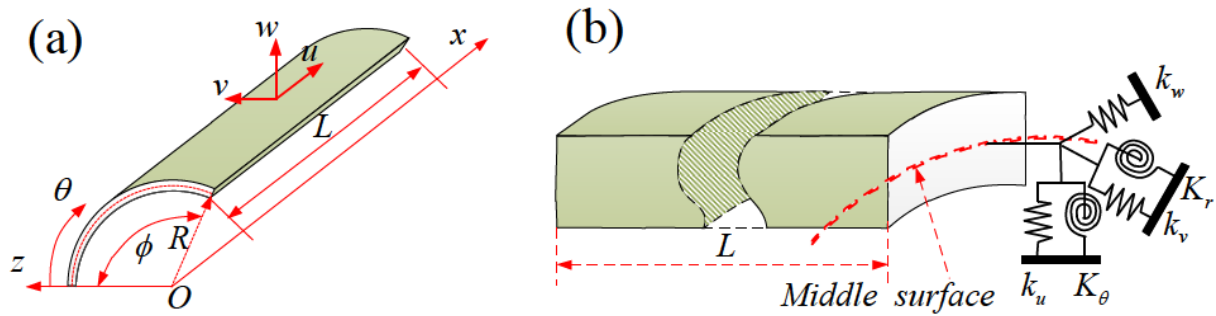 (a)
w
u
x
v
L
θ
ϕ
R
z
O
(b)
k_w
K_r
k_v
L
k_u
K_θ
Middle surface